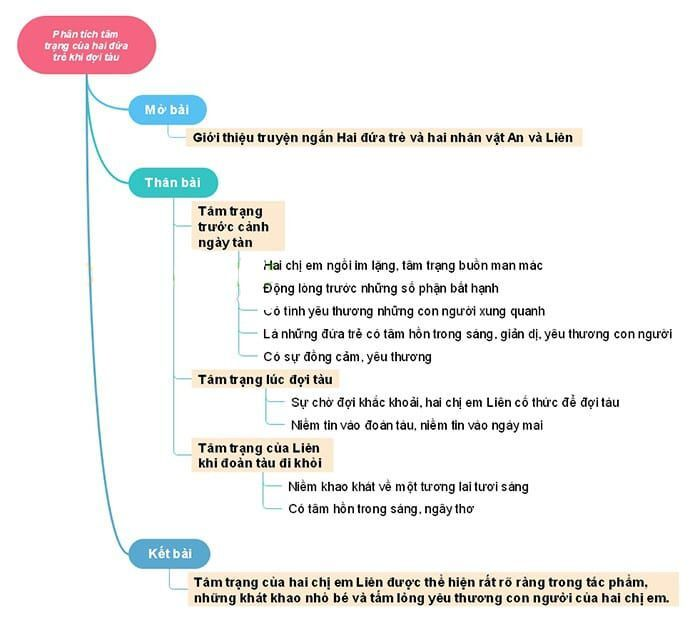 Phân tích tâm
trạng của hai đứa
trẻ khi đợi tàu
Mở bài
Giới thiệu truyện ngắn Hai đứa trẻ và hai nhân vật An và Liên
Thân bài
Tâm trạng
trước cảnh
ngày tàn
Hai chị em ngồi im lặng, tâm trạng buồn man mác
Động lòng trước những số phận bất hạnh
Có tình yêu thương những con người xung quanh
Là những đứa trẻ có tâm hồn trong sáng, giản dị, yêu thương con người
Có sự đồng cảm, yêu thương
Tâm trạng lúc đợi tàu
Sự chờ đợi khắc khoải, hai chị em Liên cố thức để đợi tàu
Niềm tin vào đoàn tàu, niềm tin vào ngày mai
Tâm trạng của Liên
khi đoàn tàu đi khỏi
Niềm khao khát về một tương lai tươi sáng
Có tâm hồn trong sáng, ngây thơ
Kết bài
Tâm trạng của hai chị em Liên được thể hiện rất rõ ràng trong tác phẩm,
những khát khao nhỏ bé và tấm lòng yêu thương con người của hai chị em.